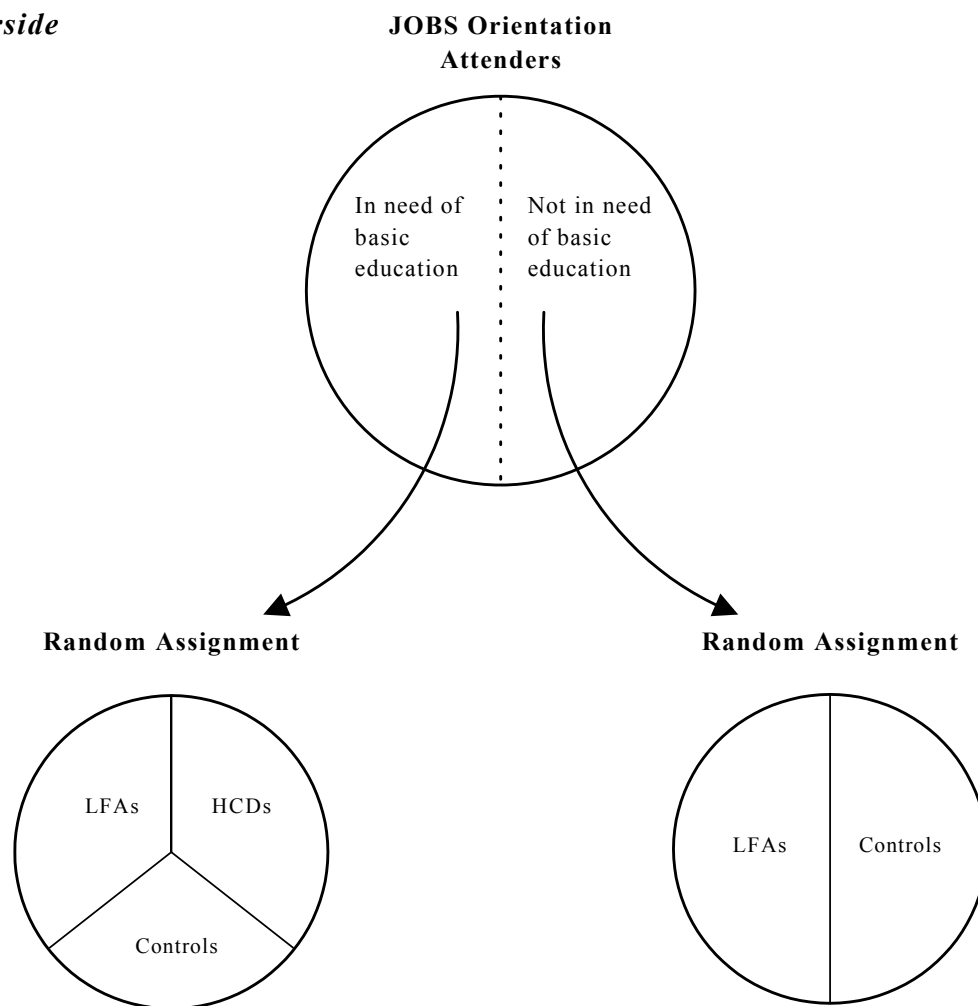 JOBS Orientation
Attenders
In need of
basic
education
Not in need
of basic
education
Random Assignment
LFAs
HCDs
Controls
Random Assignment
LFAs
Controls